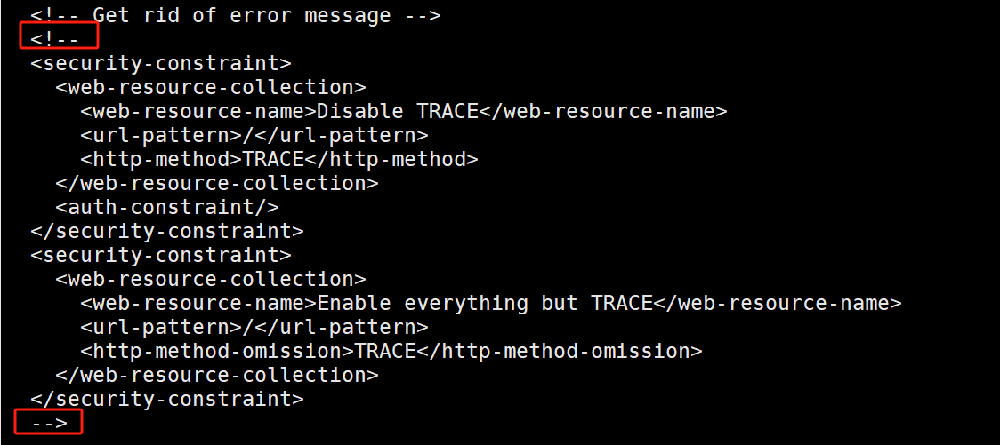 <!-- Get rid of error message -->
<!--
<security-constraint>
  <web-resource-collection>
    <web-resource-name>Disable TRACE</web-resource-name>
    <url-pattern>/</url-pattern>
    <http-method>TRACE</http-method>
  </web-resource-collection>
  <auth-constraint/>
</security-constraint>
<security-constraint>
  <web-resource-collection>
    <web-resource-name>Enable everything but TRACE</web-resource-name>
    <url-pattern>/</url-pattern>
    <http-method-omission>TRACE</http-method-omission>
  </web-resource-collection>
</security-constraint>
-->